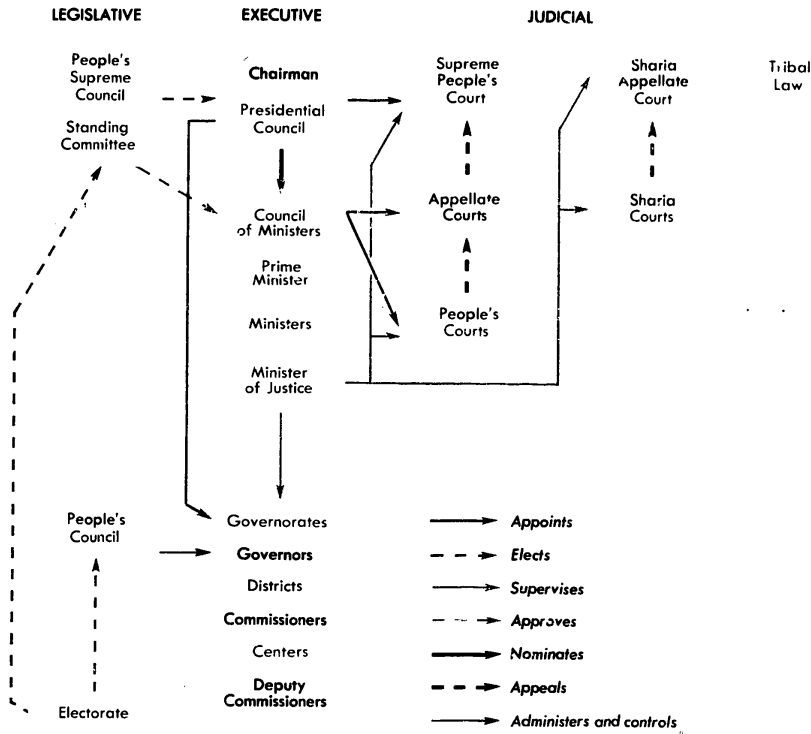 LEGISLATIVE
EXECUTIVE
JUDICIAL
People's
Supreme
Council
Standing
Committee
Chairman
Presidential
Council
Supreme
People's
Court
Sharia
Appellate
Court
Tribal
Law
Council
of Ministers
Appellate
Courts
Sharia
Courts
Prime
Minister
Ministers
People's
Courts
Minister
of Justice
People's
Council
Governorates
Governors
Districts
Commissioners
Centers
Deputy
Commissioners
Electorate
Appoints
Elects
Supervises
Approves
Nominates
Appeals
Administers and controls